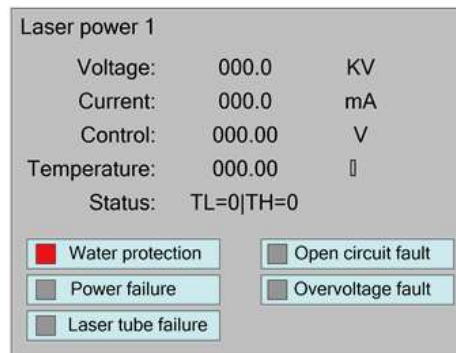 Laser power 1
Voltage: 000.0 KV
Current: 000.0 mA
Control: 000.00 V
Temperature: 000.00
Status: TL=0|TH=0
Water protection Open circuit fault
Power failure Overvoltage fault
Laser tube failure